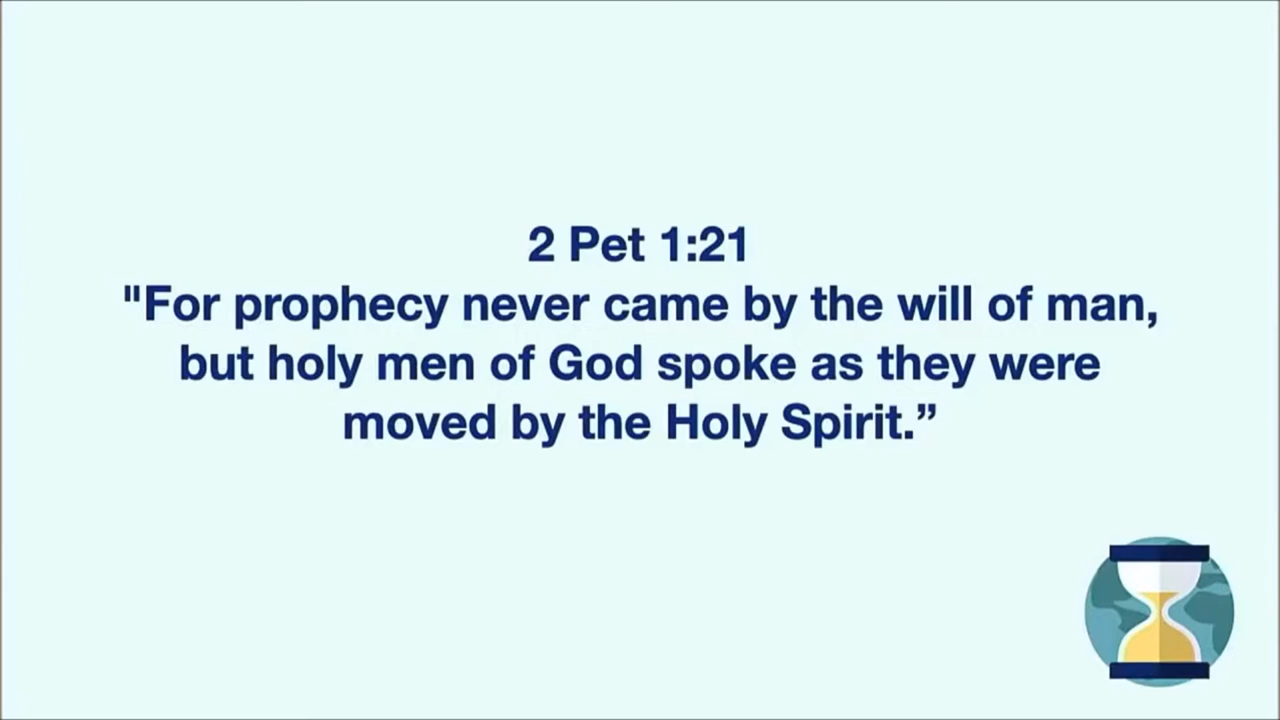 2 Pet 1:21
"For prophecy never came by the will of man,
but holy men of God spoke as they were
moved by the Holy Spirit.”